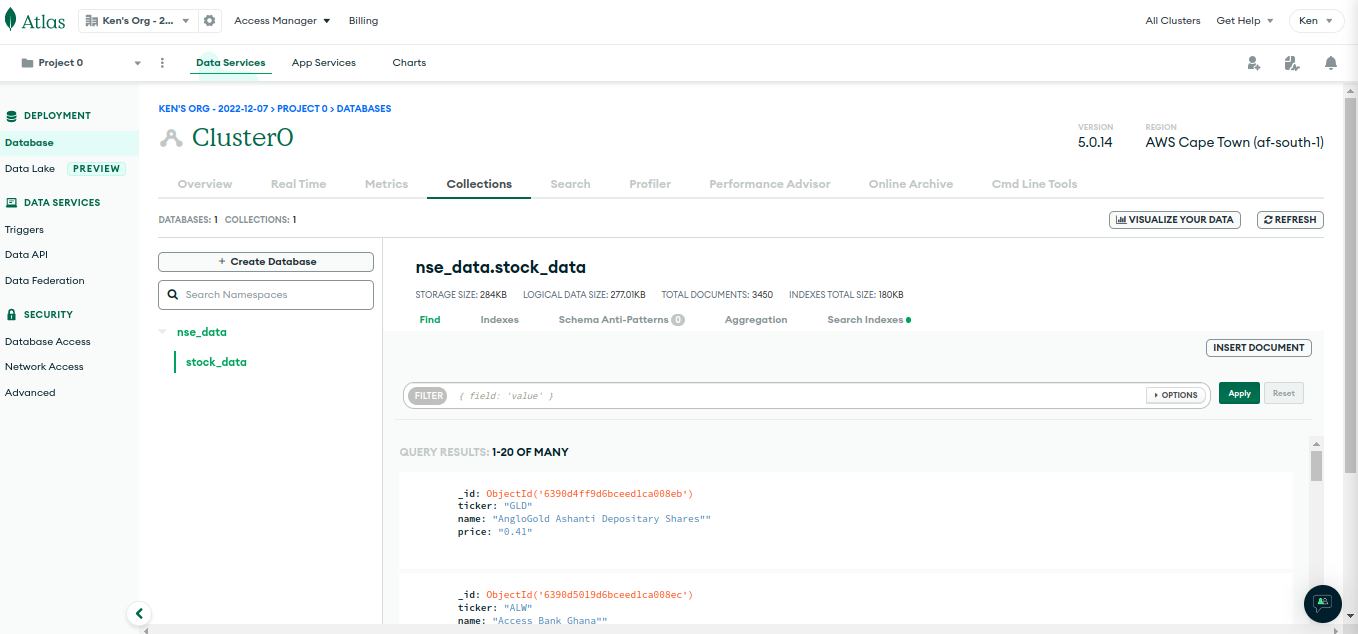 Atlas
Ken's Org - 2...
Access Manager
Billing
All Clusters
Get Help
Ken
Project 0
Data Services
App Services
Charts
DEPLOYMENT
Database
Data Lake
PREVIEW
DATA SERVICES
Triggers
Data API
Data Federation
SECURITY
Database Access
Network Access
Advanced
KEN'S ORG - 2022-12-07 > PROJECT 0 > DATABASES
Cluster0
VERSION
5.0.14
REGION
AWS Cape Town (af-south-1)
Overview
Real Time
Metrics
Collections
Search
Profiler
Performance Advisor
Online Archive
Cmd Line Tools
DATABASES: 1 COLLECTIONS: 1
VISUALIZE YOUR DATA
REFRESH
+ Create Database
Search Namespaces
nse_data
stock_data
nse_data.stock_data
STORAGE SIZE: 284KB LOGICAL DATA SIZE: 277.01KB TOTAL DOCUMENTS: 3450 INDEXES TOTAL SIZE: 180KB
Find
Indexes
Schema Anti-Patterns 0
Aggregation
Search Indexes
INSERT DOCUMENT
FILTER
{ field: 'value' }
OPTIONS
Apply
Reset
QUERY RESULTS: 1-20 OF MANY
_id: ObjectId('6390d4ff9d6bceed1ca008eb')
ticker: "GLD"
name: "AngloGold Ashanti Depositary Shares""
price: "0.41"
_id: ObjectId('6390d5019d6bceed1ca008ec')
ticker: "ALW"
name: "Access Bank Ghana""